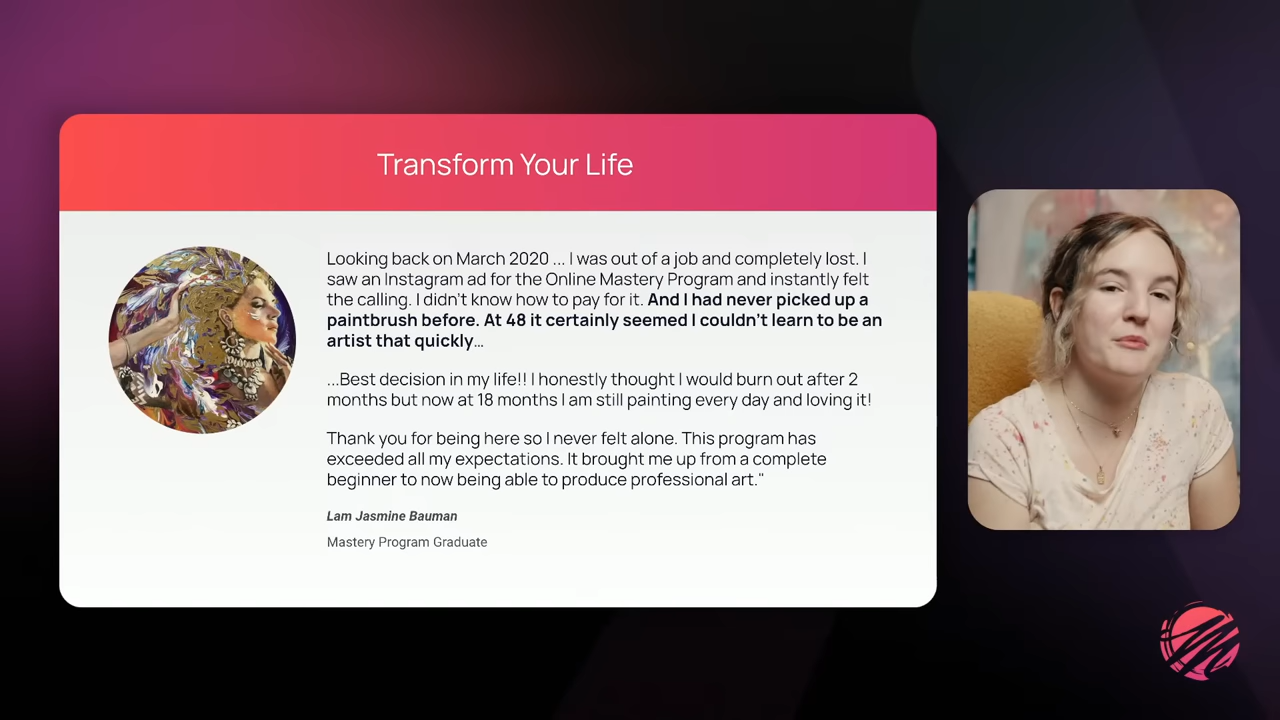 Transform Your Life
Looking back on March 2020 ... I was out of a job and completely lost. I
saw an Instagram ad for the Online Mastery Program and instantly felt
the calling. I didn't know how to pay for it. And I had never picked up a
paintbrush before. At 48 it certainly seemed I couldn't learn to be an
artist that quickly...
...Best decision in my life!! I honestly thought I would burn out after 2
months but now at 18 months I am still painting every day and loving it!
Thank you for being here so I never felt alone. This program has
exceeded all my expectations. It brought me up from a complete
beginner to now being able to produce professional art."
Lam Jasmine Bauman
Mastery Program Graduate